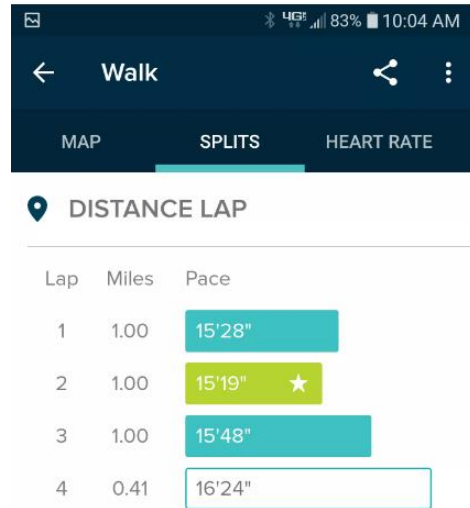 4G 83% 10:04 AM
Walk
MAP SPLITS HEART RATE
DISTANCE LAP
Lap Miles Pace
1 1.00 15'28"
2 1.00 15'19"
3 1.00 15'48"
4 0.41 16'24"